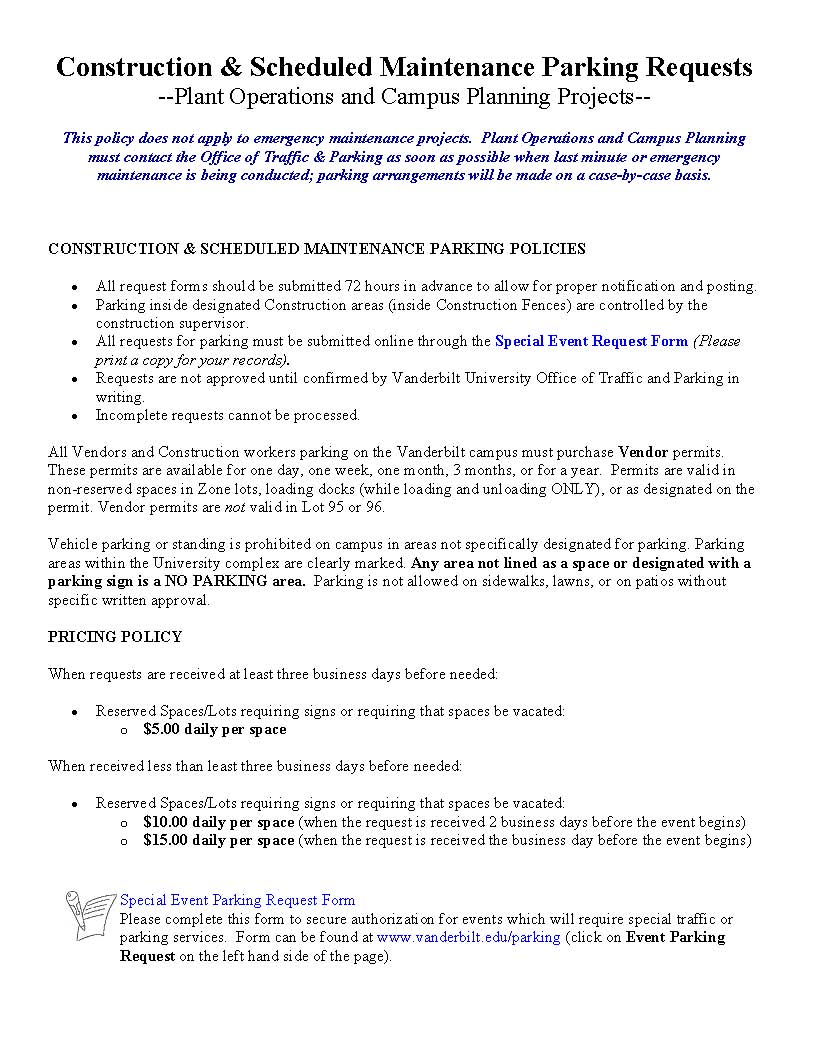 Construction & Scheduled Maintenance Parking Requests
--Plant Operations and Campus Planning Projects--
This policy does not apply to emergency maintenance projects.  Plant Operations and Campus Planning
must contact the Office of Traffic & Parking as soon as possible when last minute or emergency
maintenance is being conducted; parking arrangements will be made on a case-by-case basis.
CONSTRUCTION & SCHEDULED MAINTENANCE PARKING POLICIES
• All request forms should be submitted 72 hours in advance to allow for proper notification and posting.
• Parking inside designated Construction areas (inside Construction Fences) are controlled by the
construction supervisor.
• All requests for parking must be submitted online through the Special Event Request Form (Please
print a copy for your records).
• Requests are not approved until confirmed by Vanderbilt University Office of Traffic and Parking in
writing.
• Incomplete requests cannot be processed.
All Vendors and Construction workers parking on the Vanderbilt campus must purchase Vendor permits.
These permits are available for one day, one week, one month, 3 months, or for a year.  Permits are valid in
non-reserved spaces in Zone lots, loading docks (while loading and unloading ONLY), or as designated on the
permit. Vendor permits are not valid in Lot 95 or 96.
Vehicle parking or standing is prohibited on campus in areas not specifically designated for parking. Parking
areas within the University complex are clearly marked. Any area not lined as a space or designated with a
parking sign is a NO PARKING area.  Parking is not allowed on sidewalks, lawns, or on patios without
specific written approval.
PRICING POLICY
When requests are received at least three business days before needed:
• Reserved Spaces/Lots requiring signs or requiring that spaces be vacated:
o $5.00 daily per space
When received less than least three business days before needed:
• Reserved Spaces/Lots requiring signs or requiring that spaces be vacated:
o $10.00 daily per space (when the request is received 2 business days before the event begins)
o $15.00 daily per space (when the request is received the business day before the event begins)
Special Event Parking Request Form
Please complete this form to secure authorization for events which will require special traffic or
parking services.  Form can be found at www.vanderbilt.edu/parking (click on Event Parking
Request on the left hand side of the page).